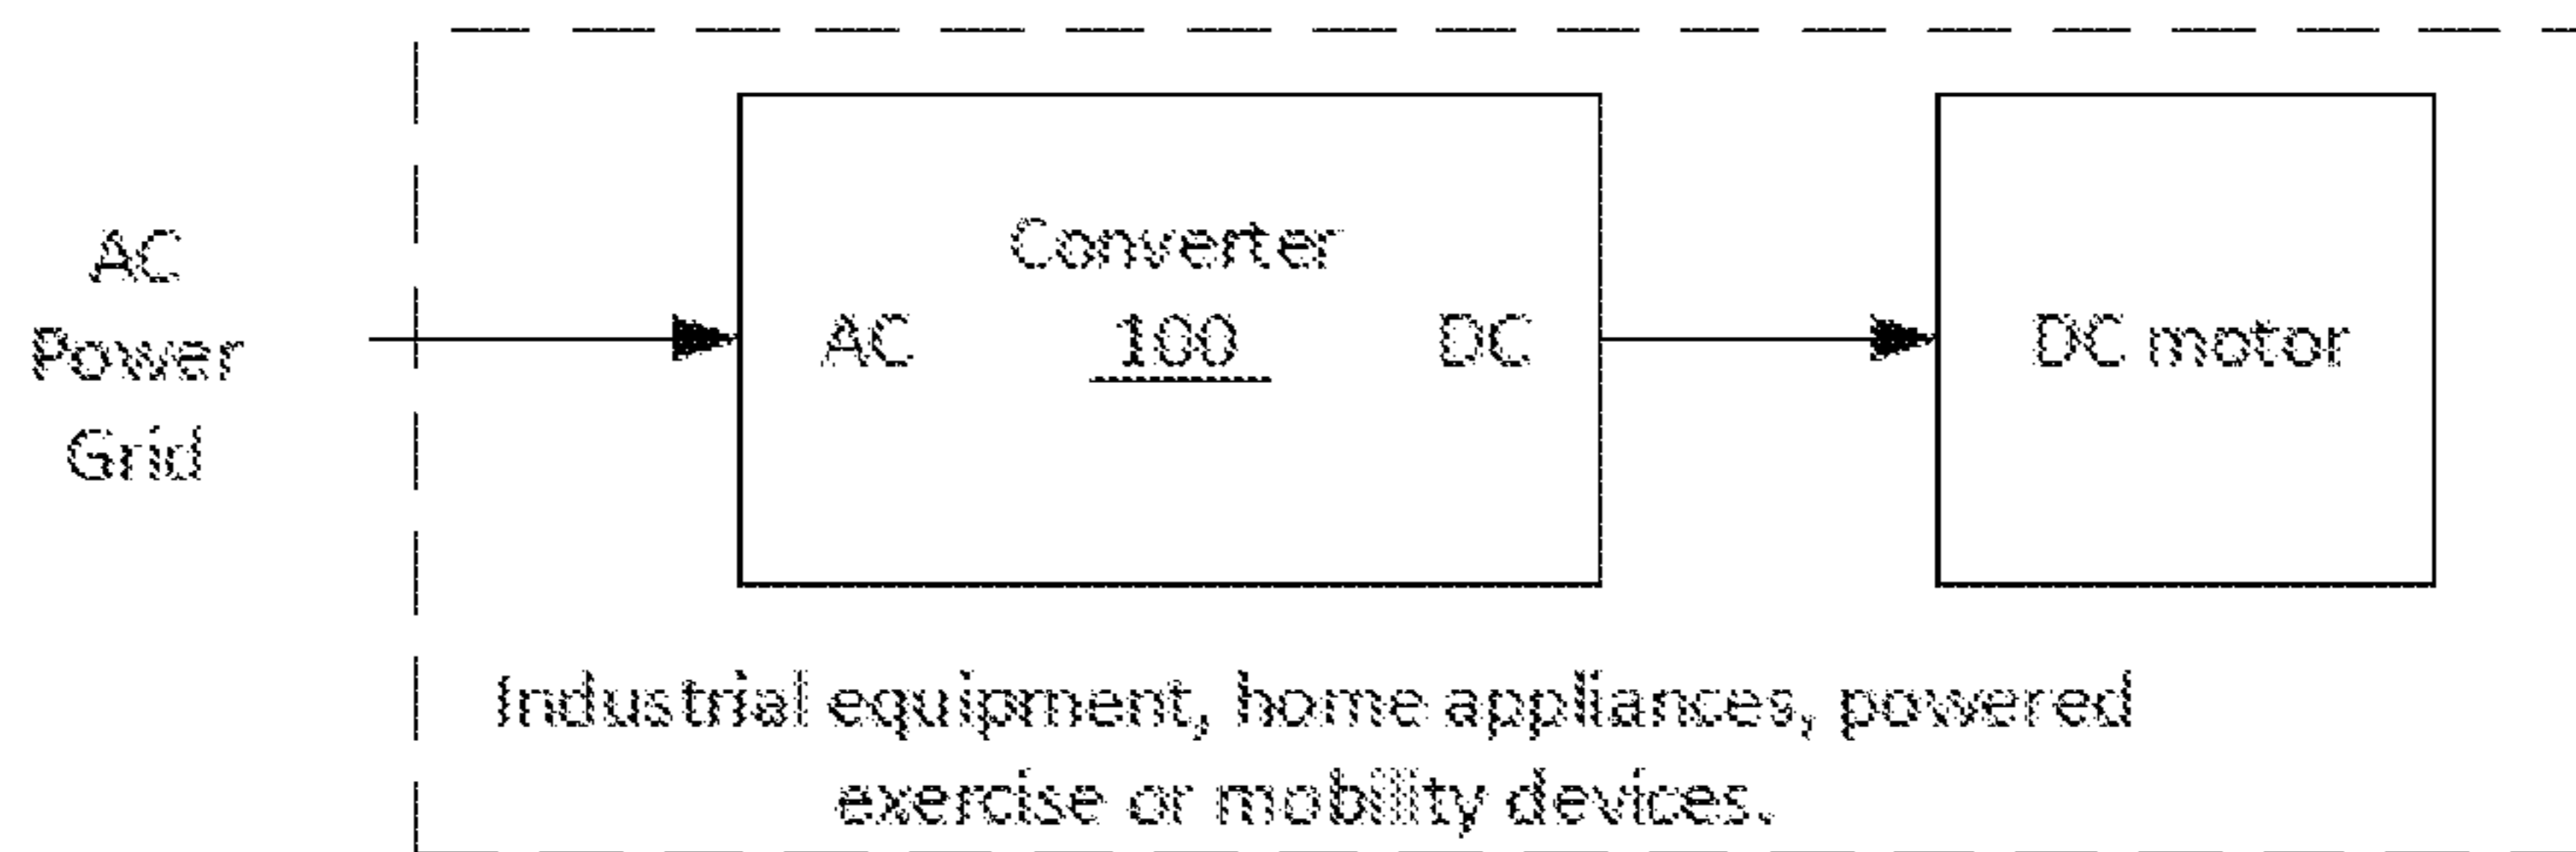 AC
Power
Grid
Converter
AC 100 DC
DC motor
Industrial equipment, home appliances, powered
exercise or mobility devices.